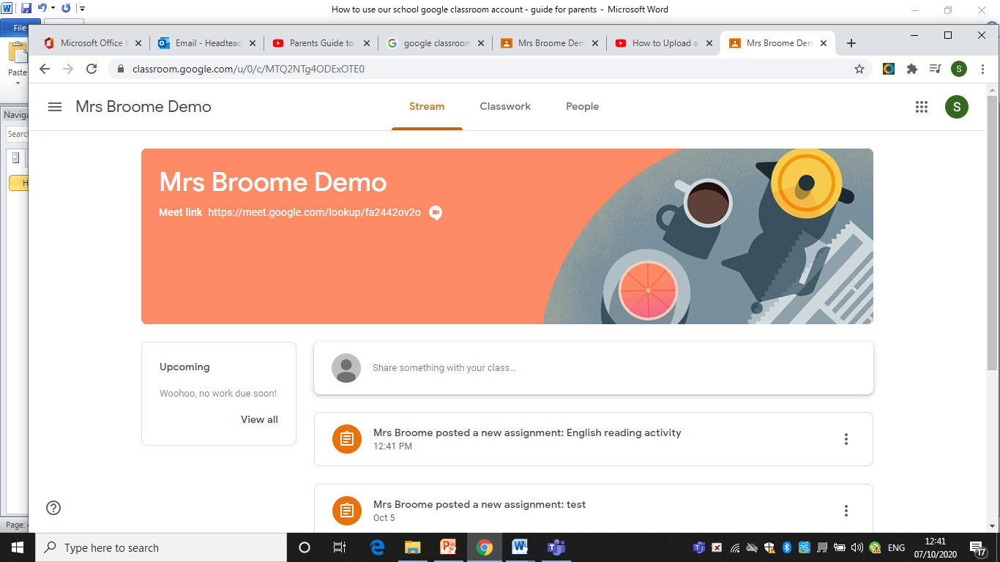 How to use our school google classroom account - guide for parents - Microsoft Word
File
Microsoft Office H
Email - Headteac
Parents Guide to
google classroom
Mrs Broome Dem
How to Upload a
Mrs Broome Dem
Paste
classroom.google.com/u/0/c/MTQ2NTg4ODExOTE0
S
Mrs Broome Demo
Stream
Classwork
People
S
Naviga
Searc
H
Mrs Broome Demo
Meet link https://meet.google.com/lookup/fa2442ov2o
Upcoming
Woohoo, no work due soon!
View all
Share something with your class...
Mrs Broome posted a new assignment: English reading activity
12:41 PM
Mrs Broome posted a new assignment: test
Oct 5
Page:
Type here to search
ENG
12:41
07/10/2020
17